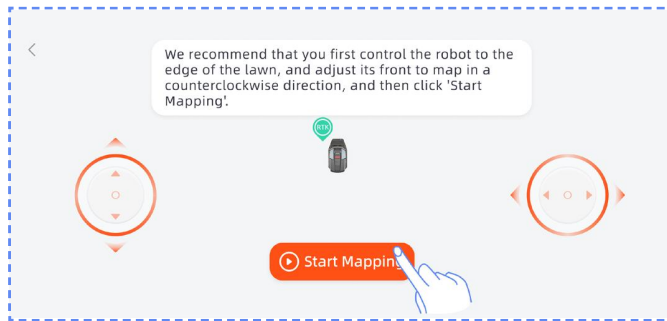 We recommend that you first control the robot to the
edge of the lawn, and adjust its front to map in a
counterclockwise direction, and then click 'Start
Mapping'.
RTK
Start Mapping